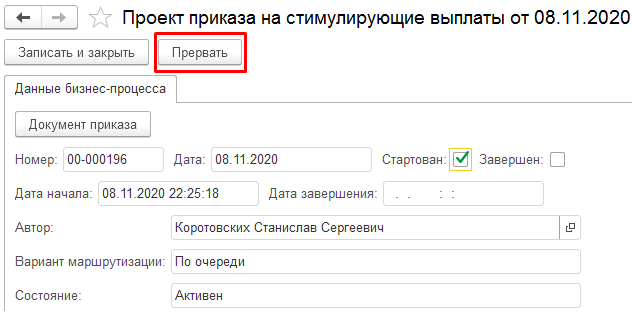 Проект приказа на стимулирующие выплаты от 08.11.2020
Записать и закрыть Прервать
Данные бизнес-процесса
Документ приказа
Номер: 00-000196 Дата: 08.11.2020 Стартован: Завершен:
Дата начала: 08.11.2020 22:25:18 Дата завершения: . . : :
Автор: Коротовских Станислав Сергеевич
Вариант маршрутизации: По очереди
Состояние: Активен